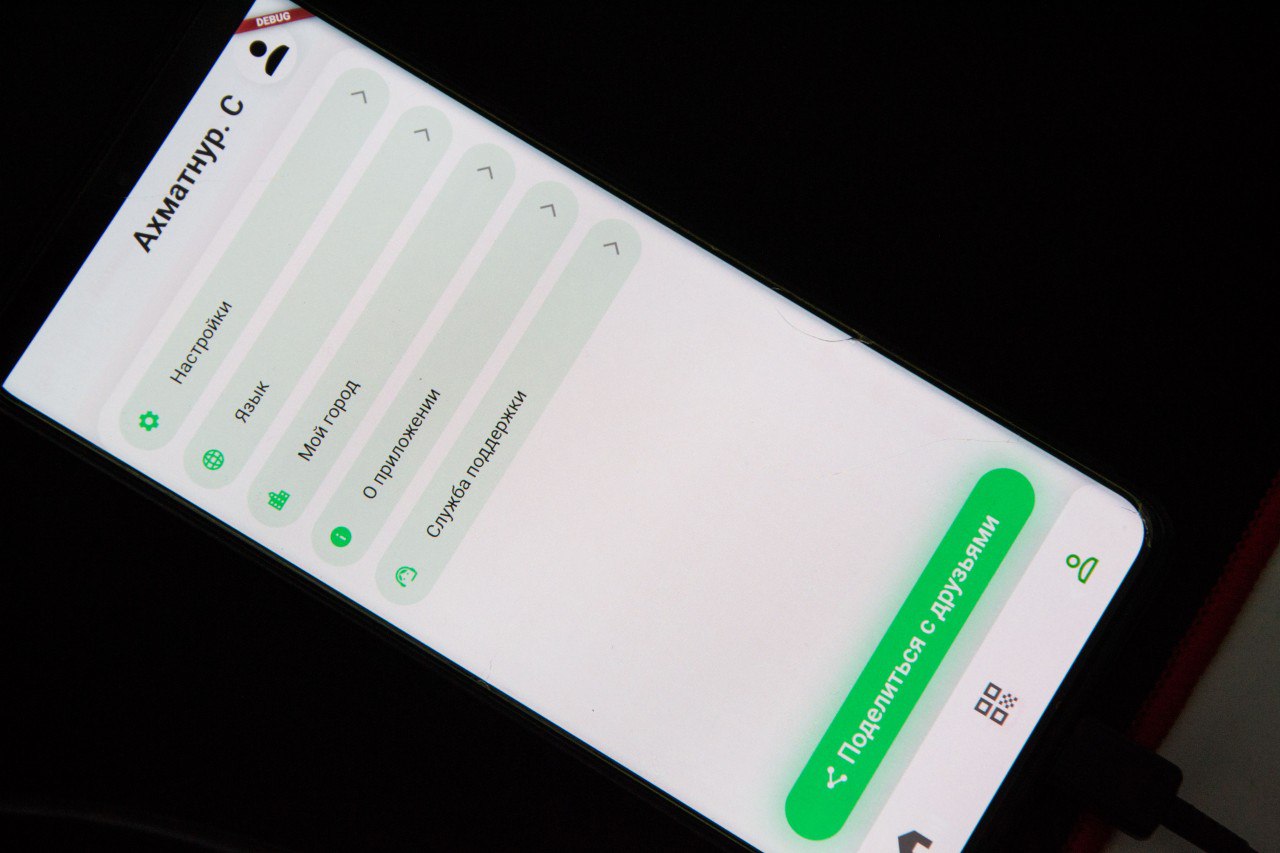 DEBUG
Ахматнур. С
Настройки
Язык
Мой город
О приложении
Служба поддержки
Поделиться с друзьями